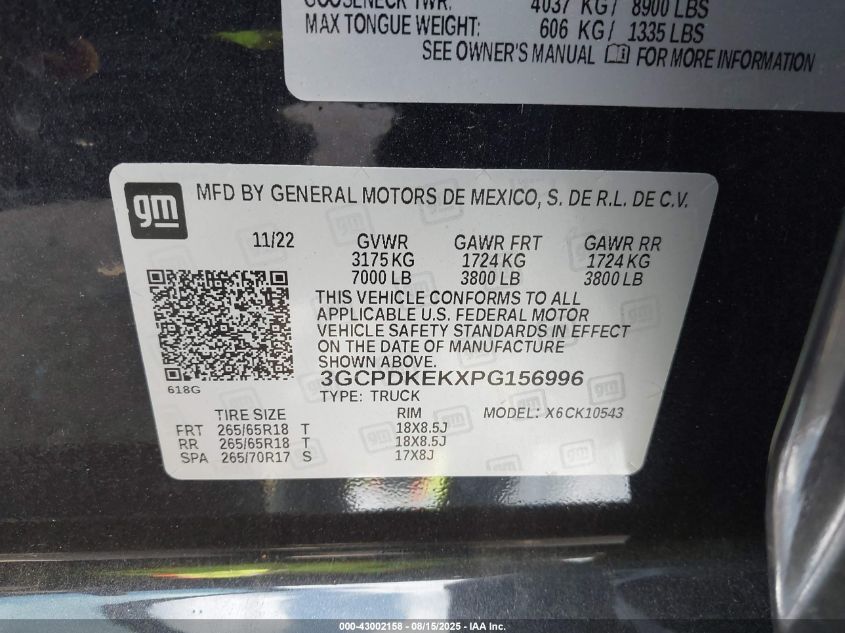 GOOSENECK TWR: 4037 KG / 8900 LBS
MAX TONGUE WEIGHT: 606 KG / 1335 LBS
SEE OWNER'S MANUAL FOR MORE INFORMATION
gm MFD BY GENERAL MOTORS DE MEXICO, S. DE R.L. DE C.V.
11/22 GVWR GAWR FRT GAWR RR
3175 KG 1724 KG 1724 KG
7000 LB 3800 LB 3800 LB
THIS VEHICLE CONFORMS TO ALL
APPLICABLE U.S. FEDERAL MOTOR
VEHICLE SAFETY STANDARDS IN EFFECT
ON THE DATE OF MANUFACTURE
SHOWN ABOVE.
618G
3GCPDKEKXPG156996
TYPE: TRUCK
TIRE SIZE RIM MODEL: X6CK10543
FRT 265/65R18 T 18X8.5J
RR 265/65R18 T 18X8.5J
SPA 265/70R17 S 17X8J
000-43002158 - 08/15/2025 - IAA Inc.